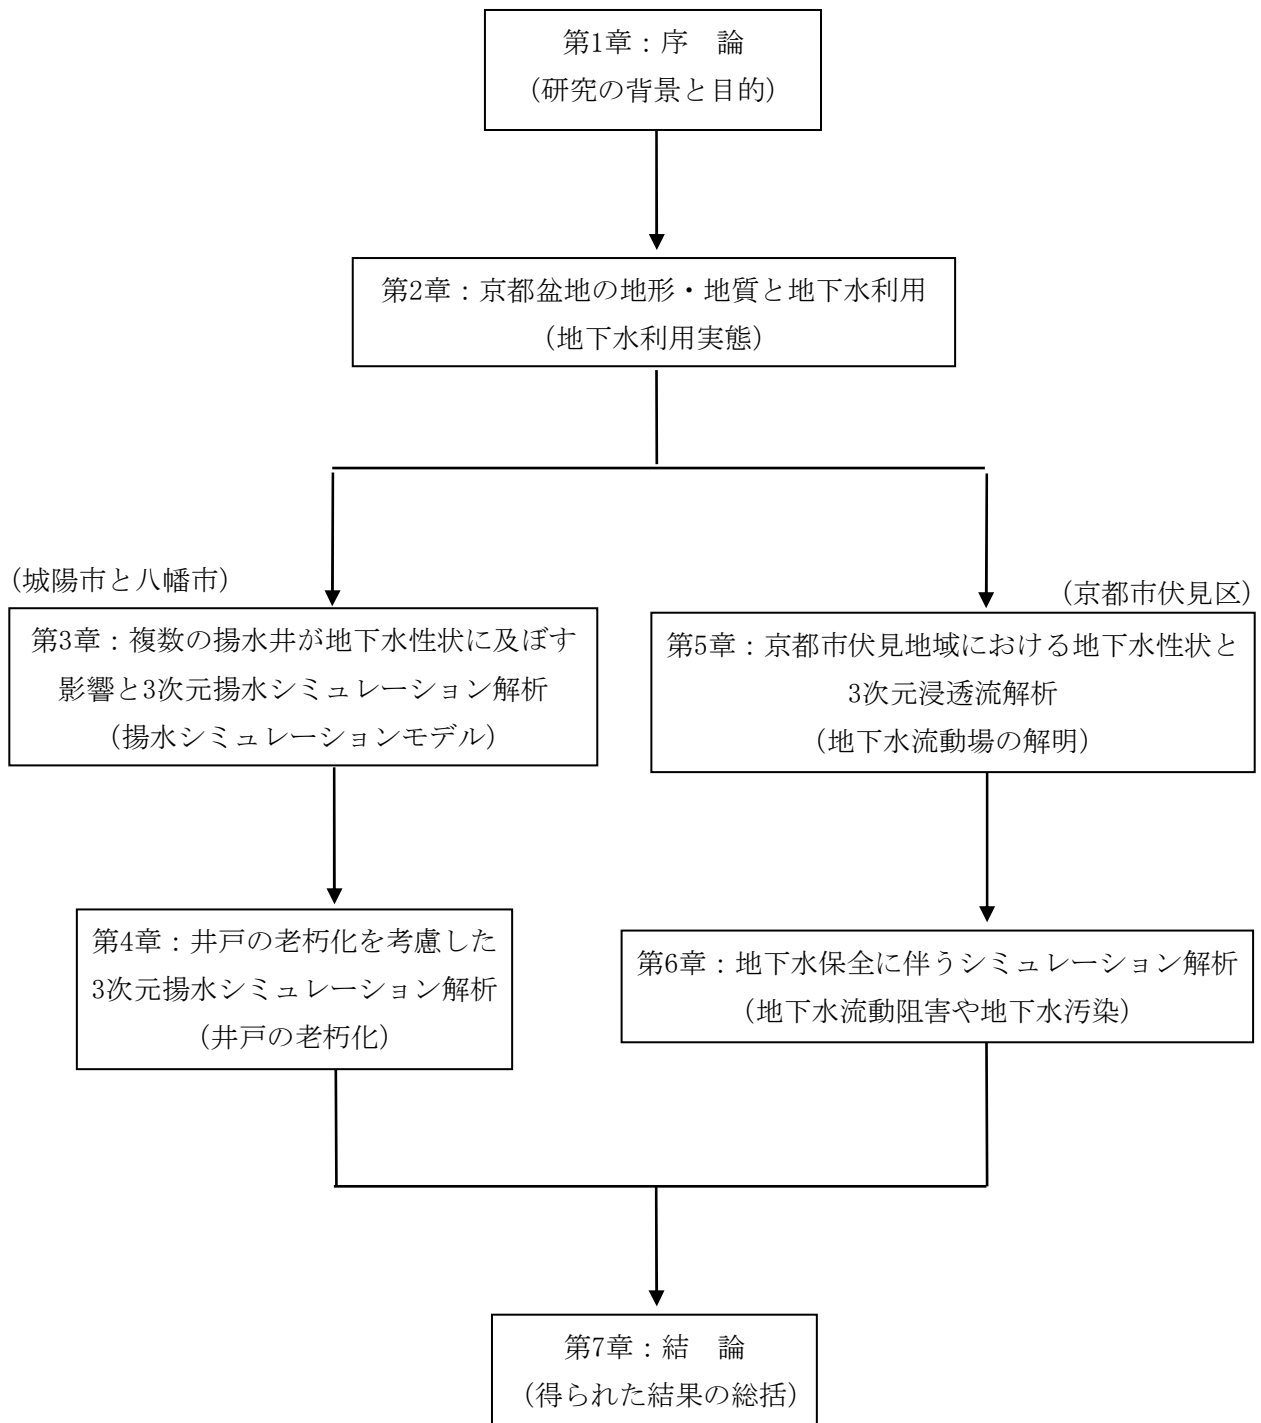 第1章：序　論
(研究の背景と目的)
第2章：京都盆地の地形・地質と地下水利用
(地下水利用実態)
(城陽市と八幡市)
第3章：複数の揚水井が地下水性状に及ぼす
影響と3次元揚水シミュレーション解析
(揚水シミュレーションモデル)
第4章：井戸の老朽化を考慮した
3次元揚水シミュレーション解析
(井戸の老朽化)
(京都市伏見区)
第5章：京都市伏見地域における地下水性状と
3次元浸透流解析
(地下水流動場の解明)
第6章：地下水保全に伴うシミュレーション解析
(地下水流動阻害や地下水汚染)
第7章：結　論
(得られた結果の総括)